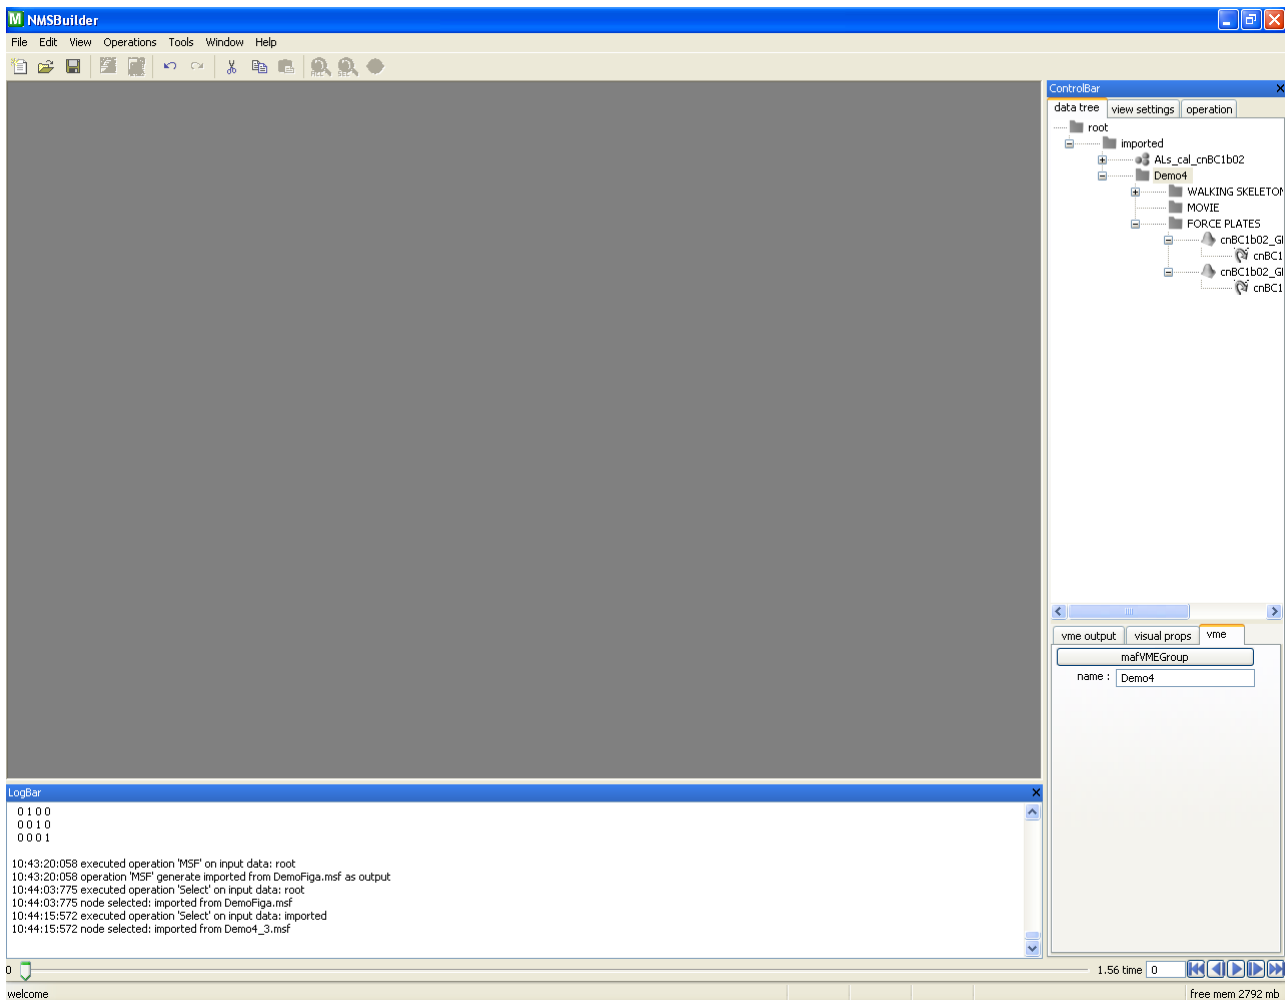 NMSBuilder
File Edit View Operations Tools Window Help
ControlBar
data tree view settings operation
root
imported
ALs_cal_cnBC1b02
Demo4
WALKING SKELETON
MOVIE
FORCE PLATES
cnBC1b02_G
cnBC1
cnBC1b02_G
cnBC1
vme output visual props vme
mafVMEGroup
name : Demo4
LogBar
0 1 0 0
0 0 1 0
0 0 0 1
10:43:20:058 executed operation 'MSF' on input data: root
10:43:20:058 operation 'MSF' generate imported from DemoFiga.msf as output
10:44:03:775 executed operation 'Select' on input data: root
10:44:03:775 node selected: imported from DemoFiga.msf
10:44:15:572 executed operation 'Select' on input data: imported
10:44:15:572 node selected: imported from Demo4_3.msf
0 1.56 time 0
welcome free mem 2792 mb